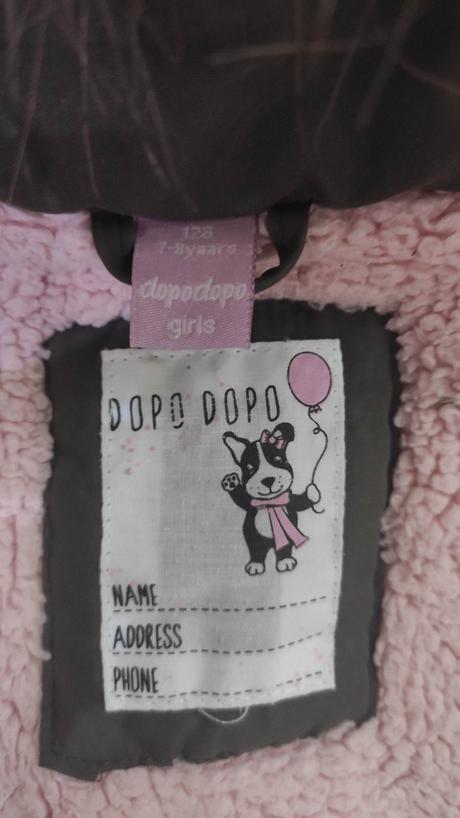 128
7-8years
dopodopo
girls
DOPO DOPO
NAME
ADDRESS
PHONE